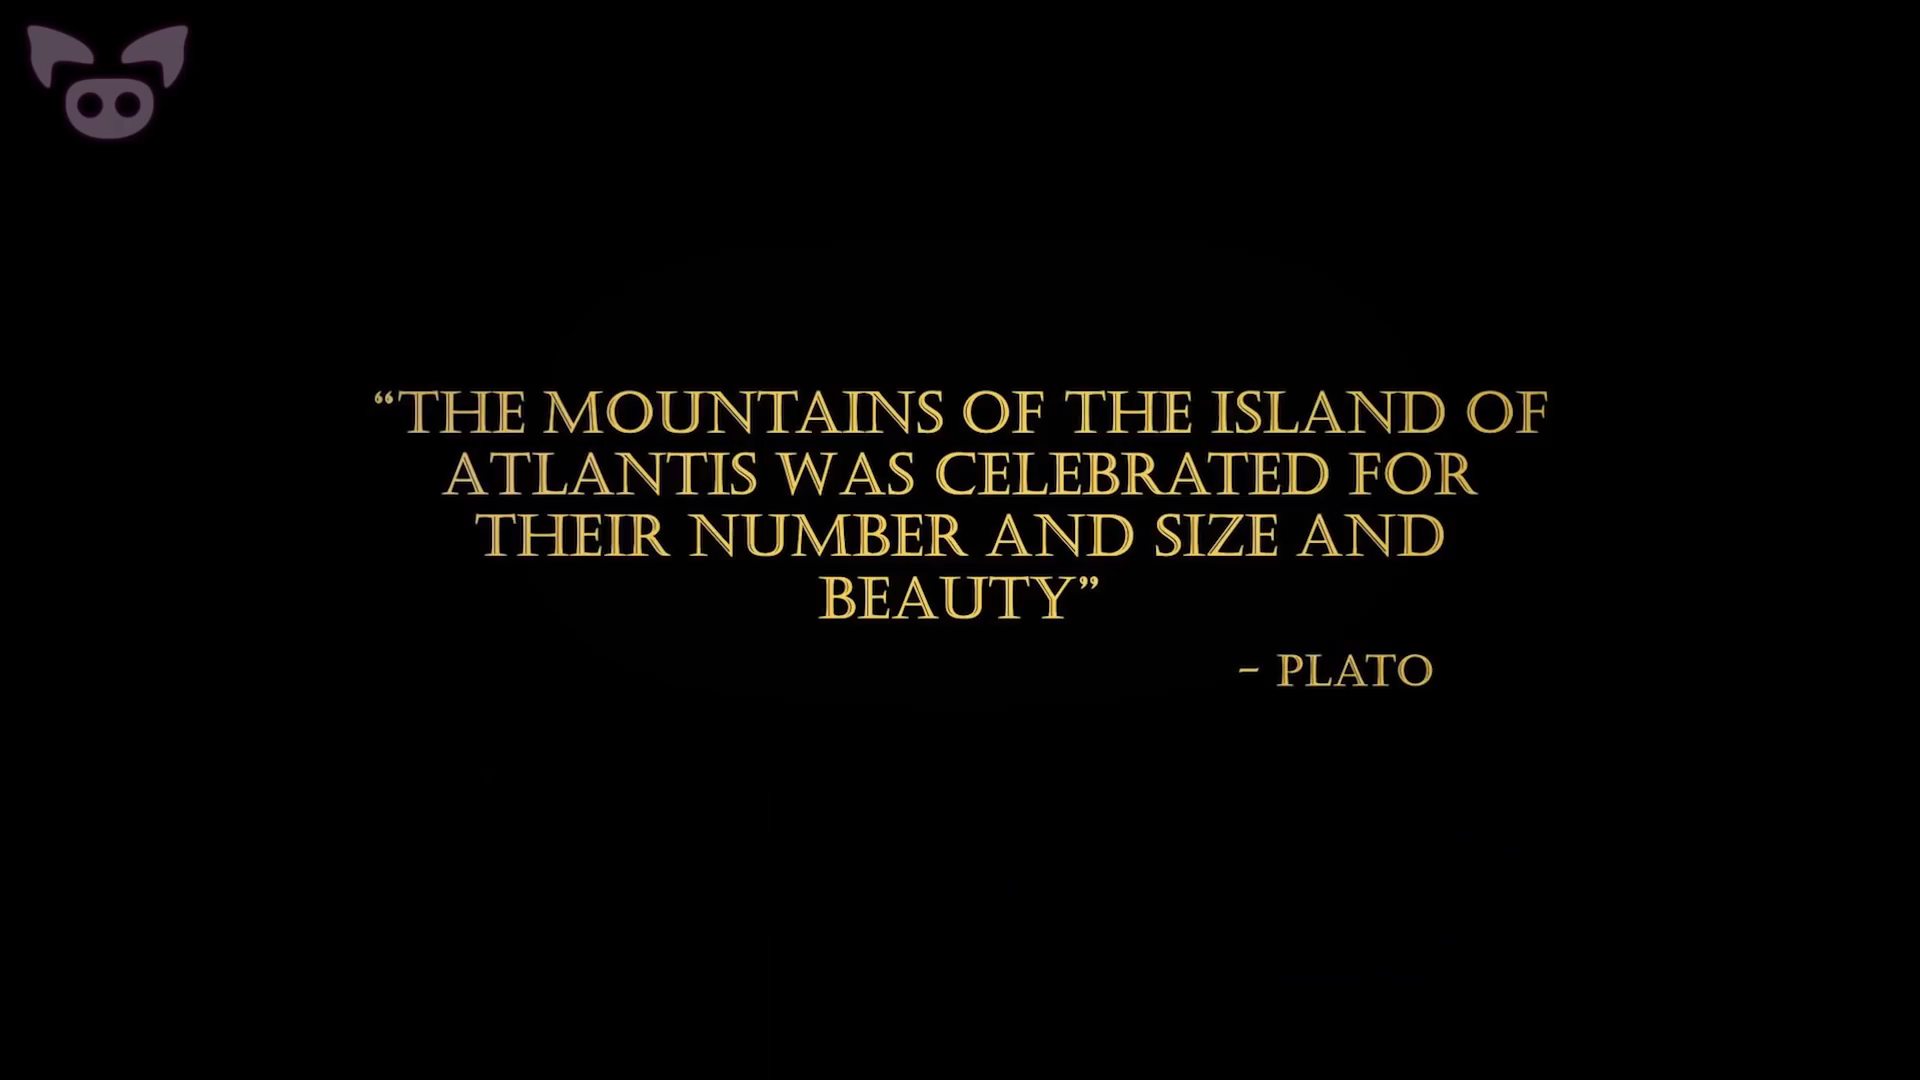 “THE MOUNTAINS OF THE ISLAND OF
ATLANTIS WAS CELEBRATED FOR
THEIR NUMBER AND SIZE AND
BEAUTY”
- PLATO